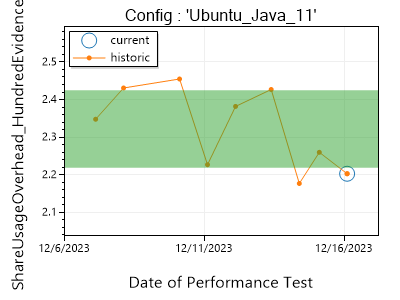 Config : 'Ubuntu_Java_11'
current
historic
ShareUsageOverhead_HundredEvidence
2.5
2.4
2.3
2.2
2.1
12/6/2023
12/11/2023
12/16/2023
Date of Performance Test